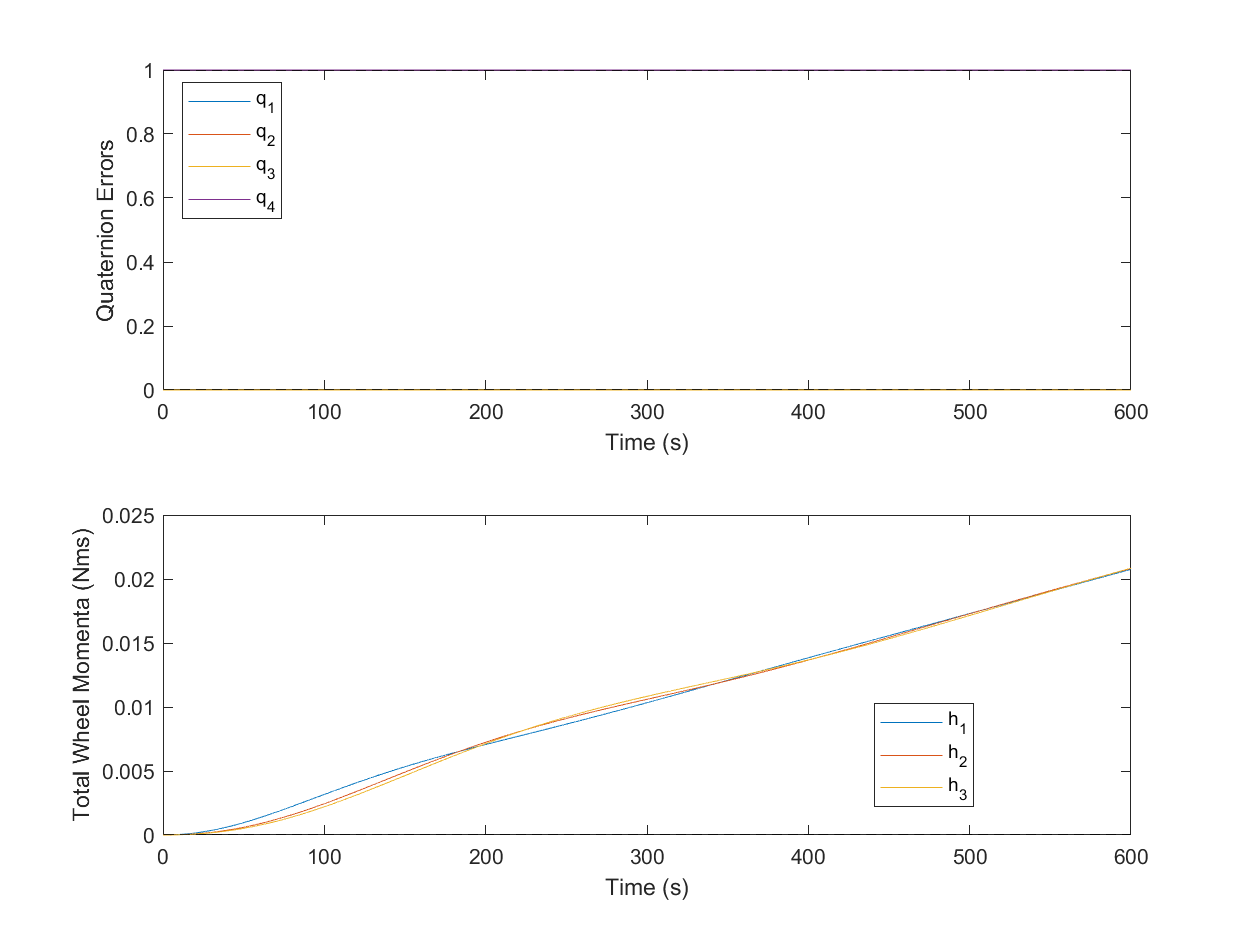 1
0.8
0.6
0.4
0.2
0
Quaternion Errors
q1
q2
q3
q4
0 100 200 300 400 500 600
Time (s)
0.025
0.02
0.015
0.01
0.005
0
Total Wheel Momenta (Nms)
h1
h2
h3
0 100 200 300 400 500 600
Time (s)